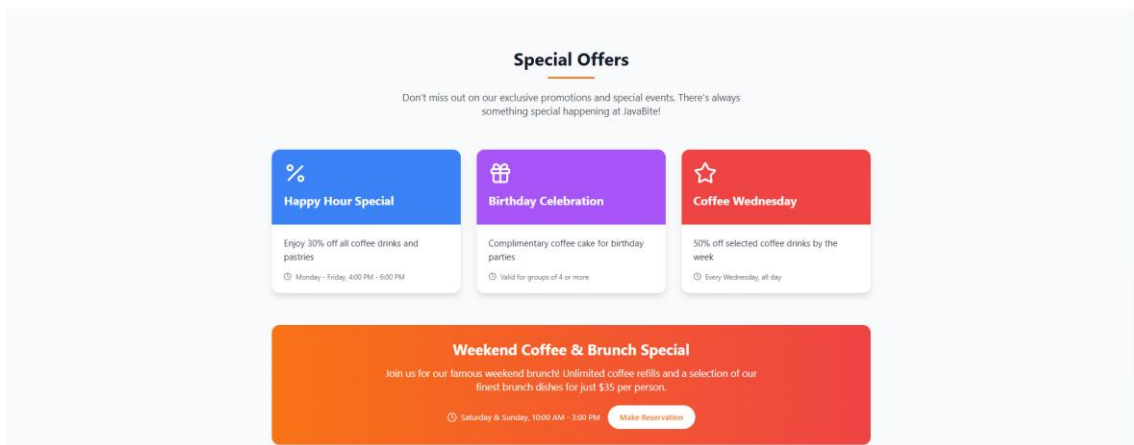 Special Offers
Don't miss out on our exclusive promotions and special events. There's always
something special happening at JavaBite!
Happy Hour Special
Enjoy 30% off all coffee drinks and
pastries
Monday - Friday, 4:00 PM - 6:00 PM
Birthday Celebration
Complimentary coffee cake for birthday
parties
Valid for groups of 4 or more
Coffee Wednesday
50% off selected coffee drinks by the
week
Every Wednesday, all day
Weekend Coffee & Brunch Special
Join us for our famous weekend brunch! Unlimited coffee refills and a selection of our
finest brunch dishes for just $35 per person.
Saturday & Sunday, 10:00 AM - 3:00 PM
Make Reservation